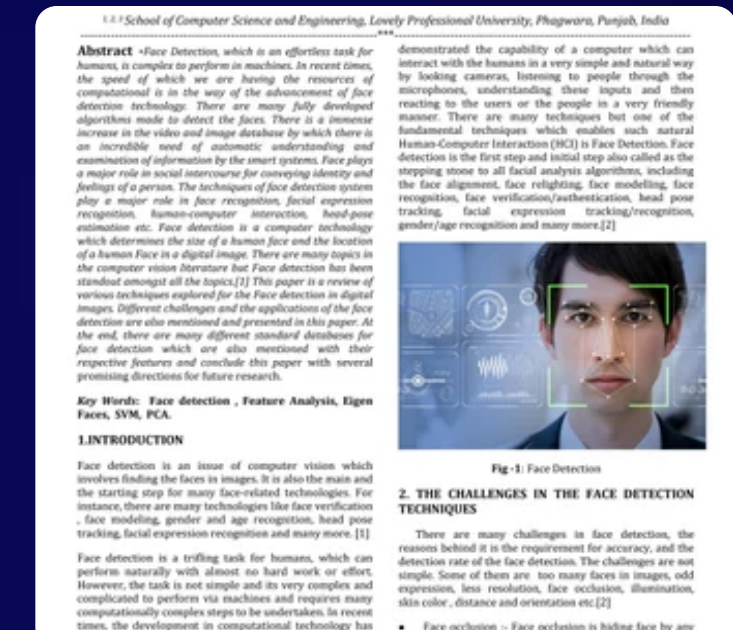 1, 2, 3 School of Computer Science and Engineering, Lovely Professional University, Phagwara, Punjab, India
---------------------------------------------------------------------***---------------------------------------------------------------------
Abstract -Face Detection, which is an effortless task for
humans, is complex to perform in machines. In recent times,
the speed of which we are having the resources of
computational is in the way of the advancement of face
detection technology. There are many fully developed
algorithms made to detect the faces. There is a immense
increase in the video and image database by which there is
an incredible need of automatic understanding and
examination of information by the smart systems. Face plays
a major role in social intercourse for conveying identity and
feelings of a person. The techniques of face detection system
play a major role in face recognition, facial expression
recognition, human-computer interaction, head-pose
estimation etc. Face detection is a computer technology
which determines the size of a human face and the location
of a human Face in a digital image. There are many topics in
the computer vision literature but Face detection has been
standout amongst all the topics.[1] This paper is a review of
various techniques explored for the Face detection in digital
images. Different challenges and the applications of the face
detection are also mentioned and presented in this paper. At
the end, there are many different standard databases for
face detection which are also mentioned with their
respective features and conclude this paper with several
promising directions for future research.
Key Words: Face detection , Feature Analysis, Eigen
Faces, SVM, PCA.
1.INTRODUCTION
Face detection is an issue of computer vision which
involves finding the faces in images. It is also the main and
the starting step for many face-related technologies. For
instance, there are many technologies like face verification
, face modeling, gender and age recognition, head pose
tracking, facial expression recognition and many more. [1]
Face detection is a trifling task for humans, which can
perform naturally with almost no hard work or effort.
However, the task is not simple and its very complex and
complicated to perform via machines and requires many
computationally complex steps to be undertaken. In recent
times, the development in computational technology has
demonstrated the capability of a computer which can
interact with the humans in a very simple and natural way
by looking cameras, listening to people through the
microphones, understanding these inputs and then
reacting to the users or the people in a very friendly
manner. There are many techniques but one of the
fundamental techniques which enables such natural
Human-Computer Interaction (HCI) is Face Detection. Face
detection is the first step and initial step also called as the
stepping stone to all facial analysis algorithms, including
the face alignment, face relighting, face modelling, face
recognition, face verification/authentication, head pose
tracking, facial expression tracking/recognition,
gender/age recognition and many more.[2]
Fig -1: Face Detection
2. THE CHALLENGES IN THE FACE DETECTION
TECHNIQUES
There are many challenges in face detection, the
reasons behind it is the requirement for accuracy, and the
detection rate of the face detection. The challenges are not
simple. Some of them are too many faces in images, odd
expression, less resolution, face occlusion, illumination,
skin color , distance and orientation etc.[2]
• Face occlusion :- Face occlusion is hiding face by any